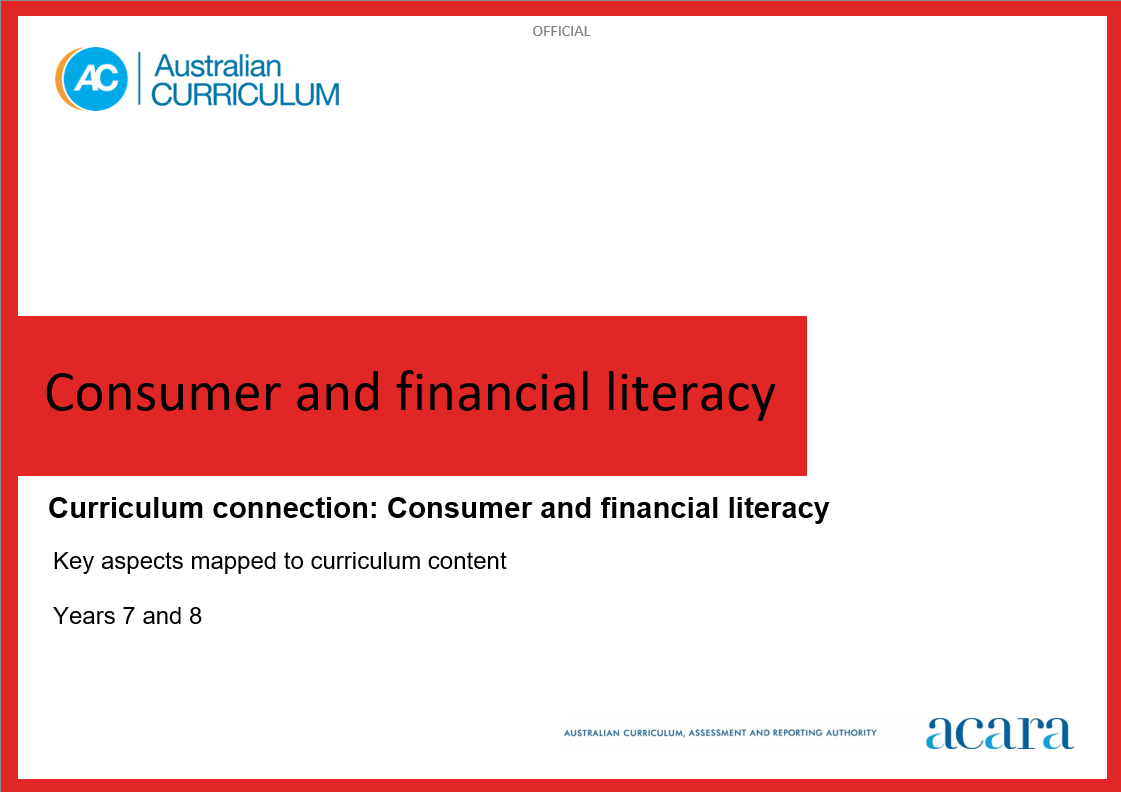 OFFICIAL
AC
Australian
CURRICULUM
Consumer and financial literacy
Curriculum connection: Consumer and financial literacy
Key aspects mapped to curriculum content
Years 7 and 8
AUSTRALIAN CURRICULUM, ASSESSMENT AND REPORTING AUTHORITY
acara